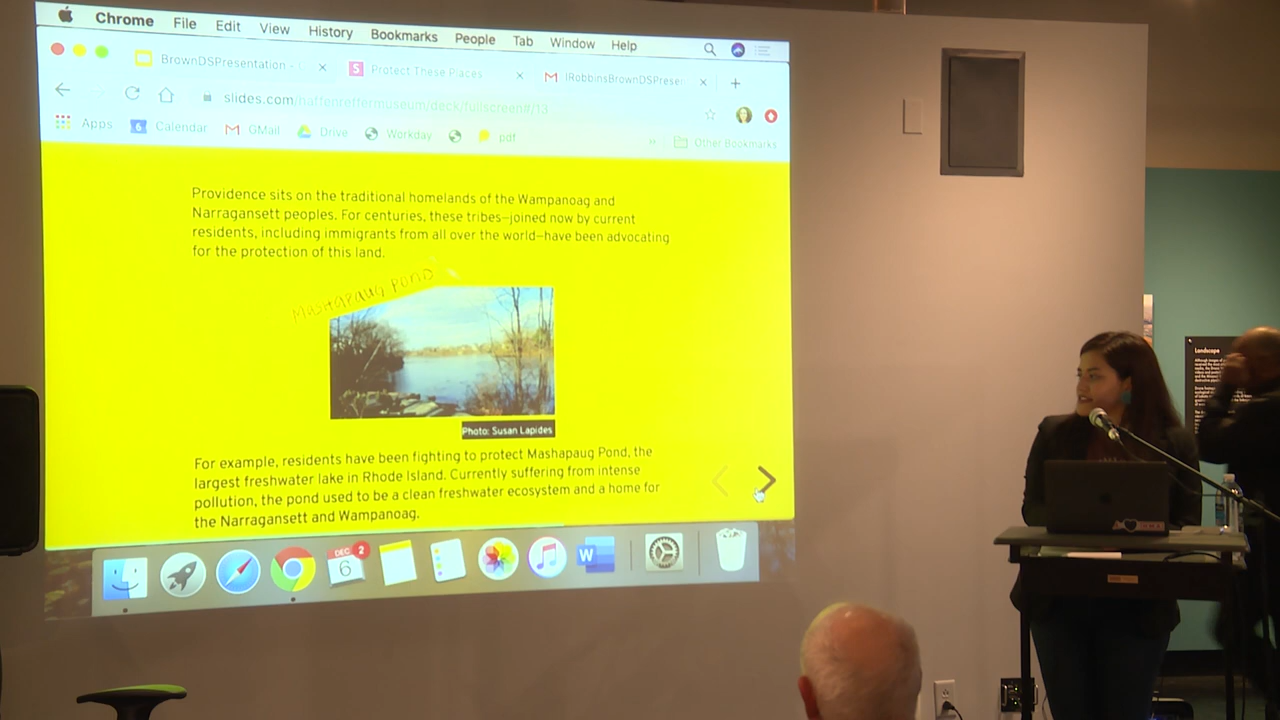 Chrome File Edit View History Bookmarks People Tab Window Help
BrownDSPresentation - Protect These Places
slides.com/haffenreffermuseum/deck/fullscreen#/13
Apps Calendar GMail Drive Workday pdf » Other Bookmarks
Providence sits on the traditional homelands of the Wampanoag and
Narragansett peoples. For centuries, these tribes—joined now by current
residents, including immigrants from all over the world—have been advocating
for the protection of this land.
Mashapaug Pond
Photo: Susan Lapides
For example, residents have been fighting to protect Mashapaug Pond, the
largest freshwater lake in Rhode Island. Currently suffering from intense
pollution, the pond used to be a clean freshwater ecosystem and a home for
the Narragansett and Wampanoag.
DEC 2
6
W
Landscape